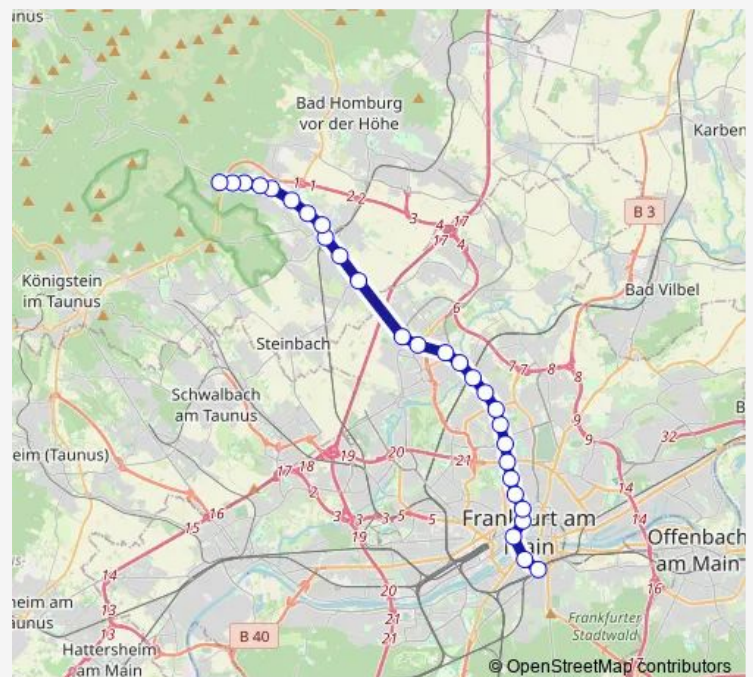 unus
Bad Homburg
vor der Höhe
Karben
1 1
2 2
3
4 17
17 4
B 3
Königstein
im Taunus
Bad Vilbel
6
Steinbach
7 7 8
8
Schwalbach
am Taunus
9
9
32
eim (Taunus)
19
20
21
17 18
14
2
16
3 3 5 5
15
19
Frankfurt am
Main
Offenbach
am Main
14
16
20
21
21
13
13
heim am
aunus
B 40
Frankfurter
Stadtwald
Hattersheim
am Main
17
© OpenStreetMap contributors